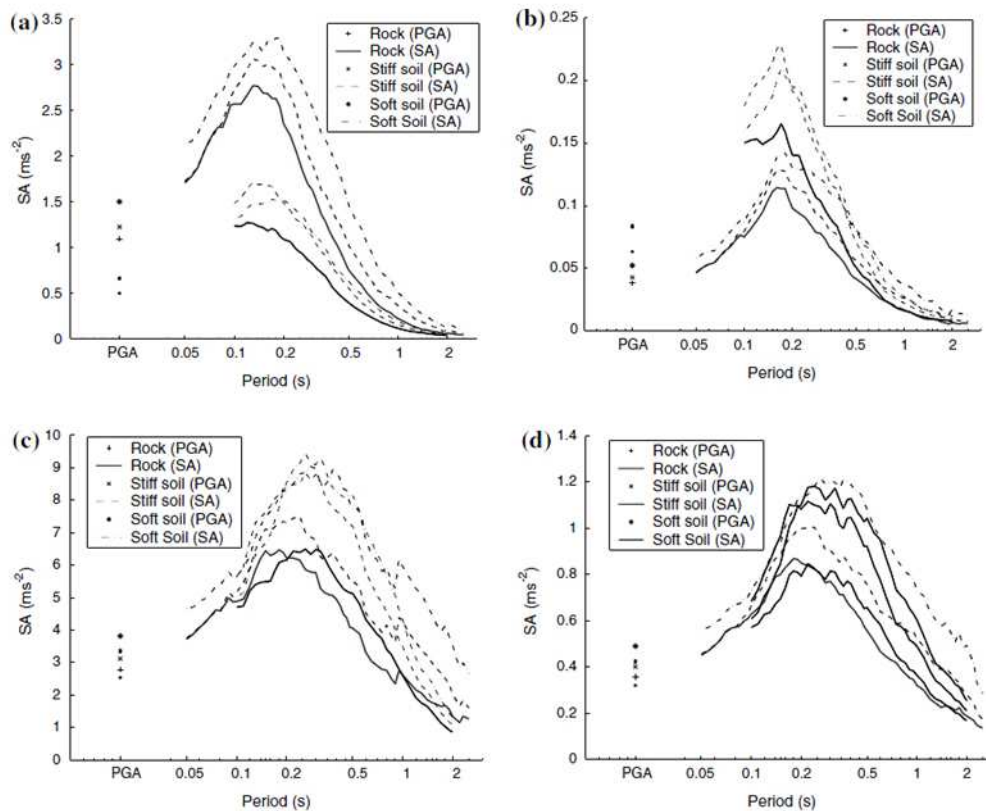 (a)
3.5
3
2.5
2
1.5
1
0.5
0
SA (ms-2)
PGA 0.05 0.1 0.2 0.5 1 2
Period (s)
Rock (PGA)
Rock (SA)
Stiff soil (PGA)
Stiff soil (SA)
Soft soil (PGA)
Soft Soil (SA)
(b)
0.25
0.2
0.15
0.1
0.05
0
SA (ms-2)
PGA 0.05 0.1 0.2 0.5 1 2
Period (s)
Rock (PGA)
Rock (SA)
Stiff soil (PGA)
Stiff soil (SA)
Soft soil (PGA)
Soft Soil (SA)
(c)
10
9
8
7
6
5
4
3
2
1
0
SA (ms-2)
PGA 0.05 0.1 0.2 0.5 1 2
Period (s)
Rock (PGA)
Rock (SA)
Stiff soil (PGA)
Stiff soil (SA)
Soft soil (PGA)
Soft Soil (SA)
(d)
1.4
1.2
1
0.8
0.6
0.4
0.2
0
SA (ms-2)
PGA 0.05 0.1 0.2 0.5 1 2
Period (s)
Rock (PGA)
Rock (SA)
Stiff soil (PGA)
Stiff soil (SA)
Soft soil (PGA)
Soft Soil (SA)